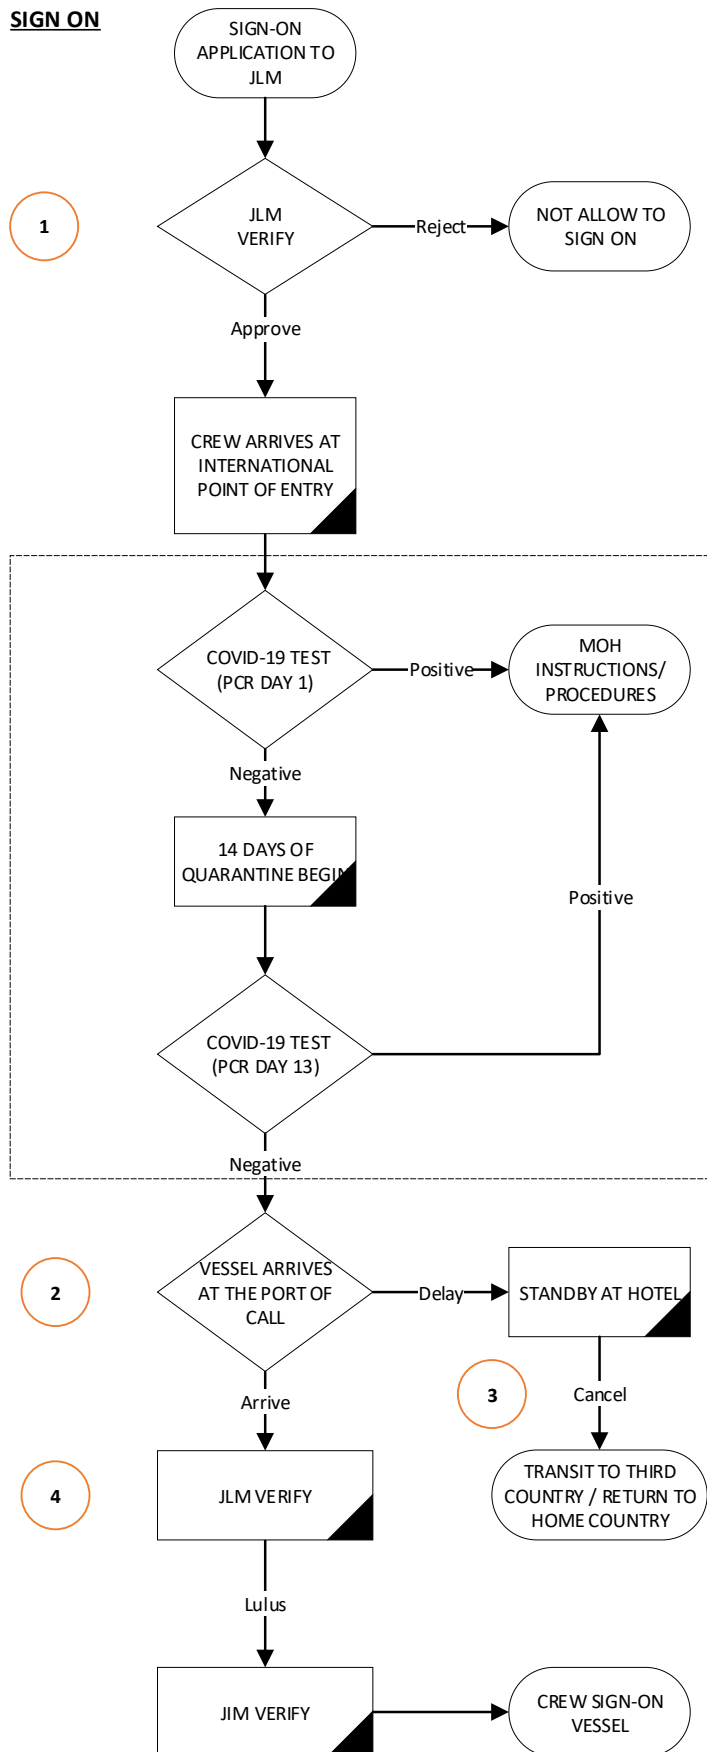 SIGN ON
SIGN-ON
APPLICATION TO
JLM
1
JLM
VERIFY
Reject
NOT ALLOW TO
SIGN ON
Approve
CREW ARRIVES AT
INTERNATIONAL
POINT OF ENTRY
COVID-19 TEST
(PCR DAY 1)
Positive
MOH
INSTRUCTIONS/
PROCEDURES
Negative
14 DAYS OF
QUARANTINE BEGIN
Positive
COVID-19 TEST
(PCR DAY 13)
Negative
2
VESSEL ARRIVES
AT THE PORT OF
CALL
Delay
STANDBY AT HOTEL
3
Cancel
Arrive
4
JLM VERIFY
TRANSIT TO THIRD
COUNTRY / RETURN TO
HOME COUNTRY
Lulus
JIM VERIFY
CREW SIGN-ON
VESSEL